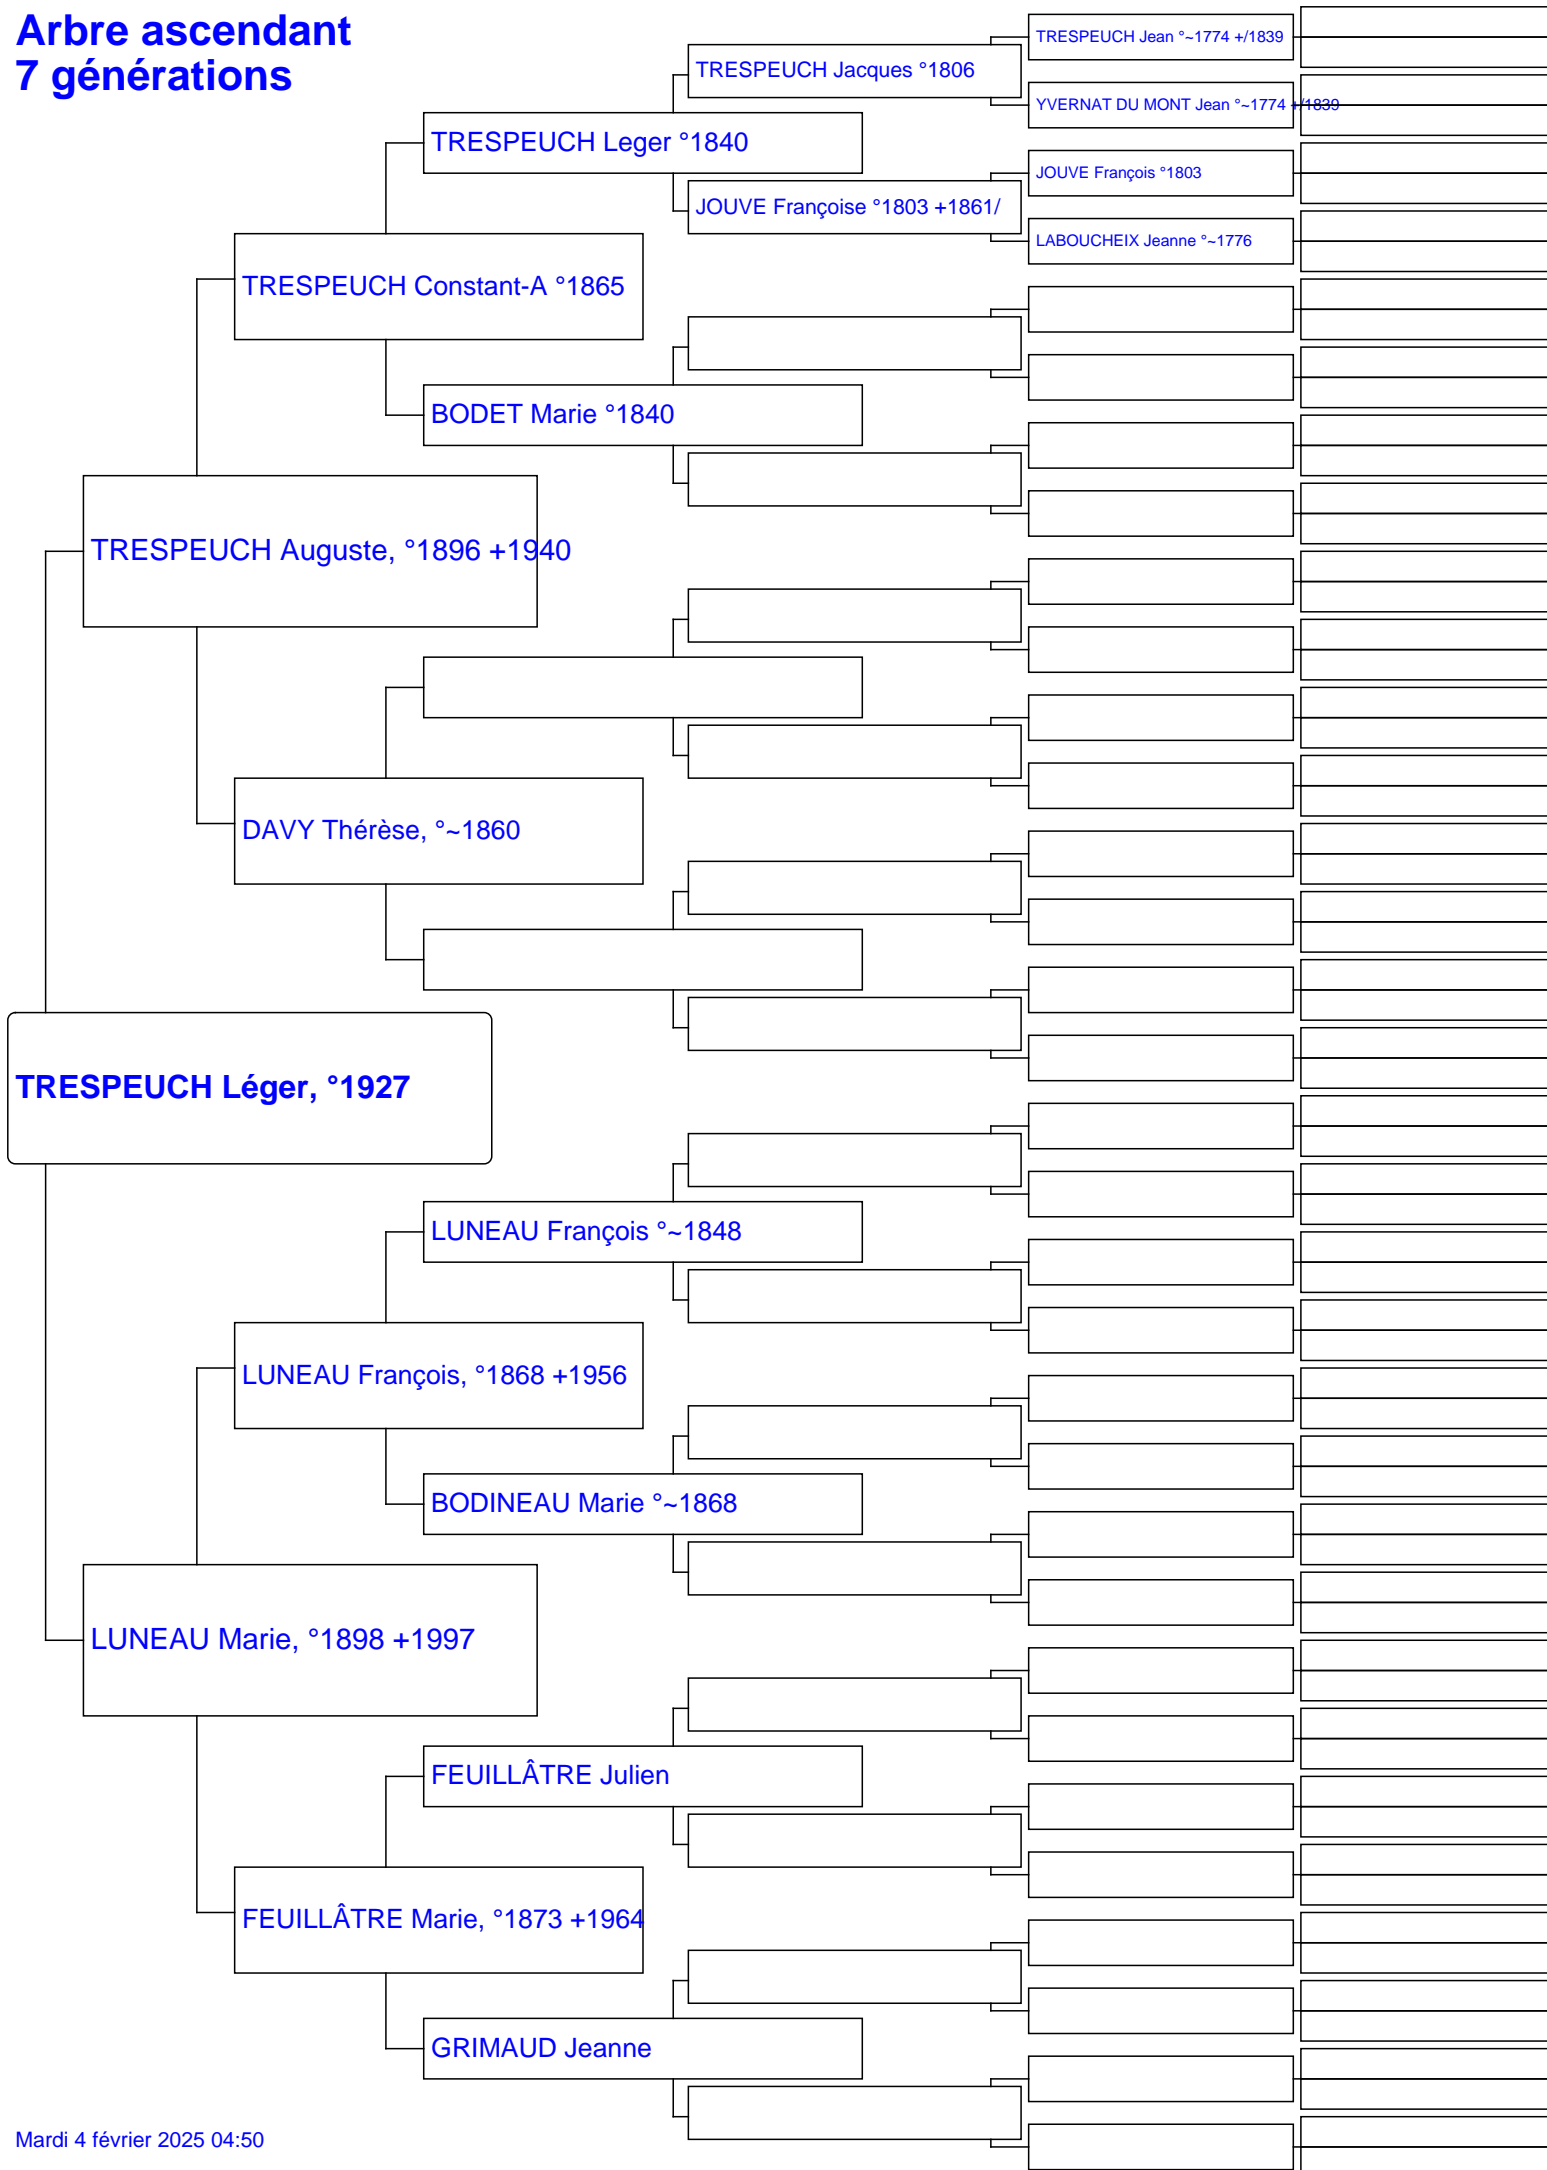 Arbre ascendant
7 générations
TRESPEUCH Jean °~1774 +/1839
TRESPEUCH Jacques °1806
YVERNAT DU MONT Jean °~1774 +/1839
TRESPEUCH Leger °1840
JOUVE François °1803
JOUVE Françoise °1803 +1861/
LABOUCHEIX Jeanne °~1776
TRESPEUCH Constant-A °1865
BODET Marie °1840
TRESPEUCH Auguste, °1896 +1940
DAVY Thérèse, °~1860
TRESPEUCH Léger, °1927
LUNEAU François °~1848
LUNEAU François, °1868 +1956
BODINEAU Marie °~1868
LUNEAU Marie, °1898 +1997
FEUILLÂTRE Julien
FEUILLÂTRE Marie, °1873 +1964
GRIMAUD Jeanne
Mardi 4 février 2025 04:50